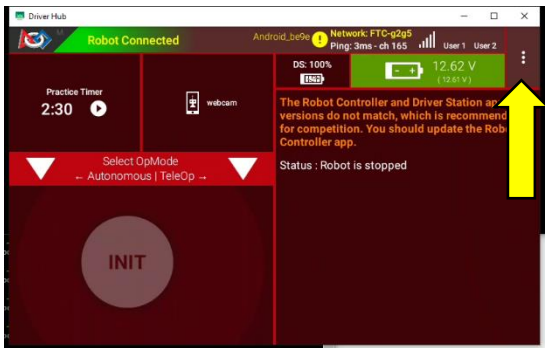 Driver Hub
Robot Connected
Android_be9e
Network: FTC-g2g5
Ping: 3ms - ch 165
User 1 User 2
DS: 100%
12.62 V
( 12.61 V )
Practice Timer
2:30
webcam
The Robot Controller and Driver Station
versions do not match, which is recommend
for competition. You should update the
Controller app.
Select OpMode
← Autonomous | TeleOp →
Status : Robot is stopped
INIT